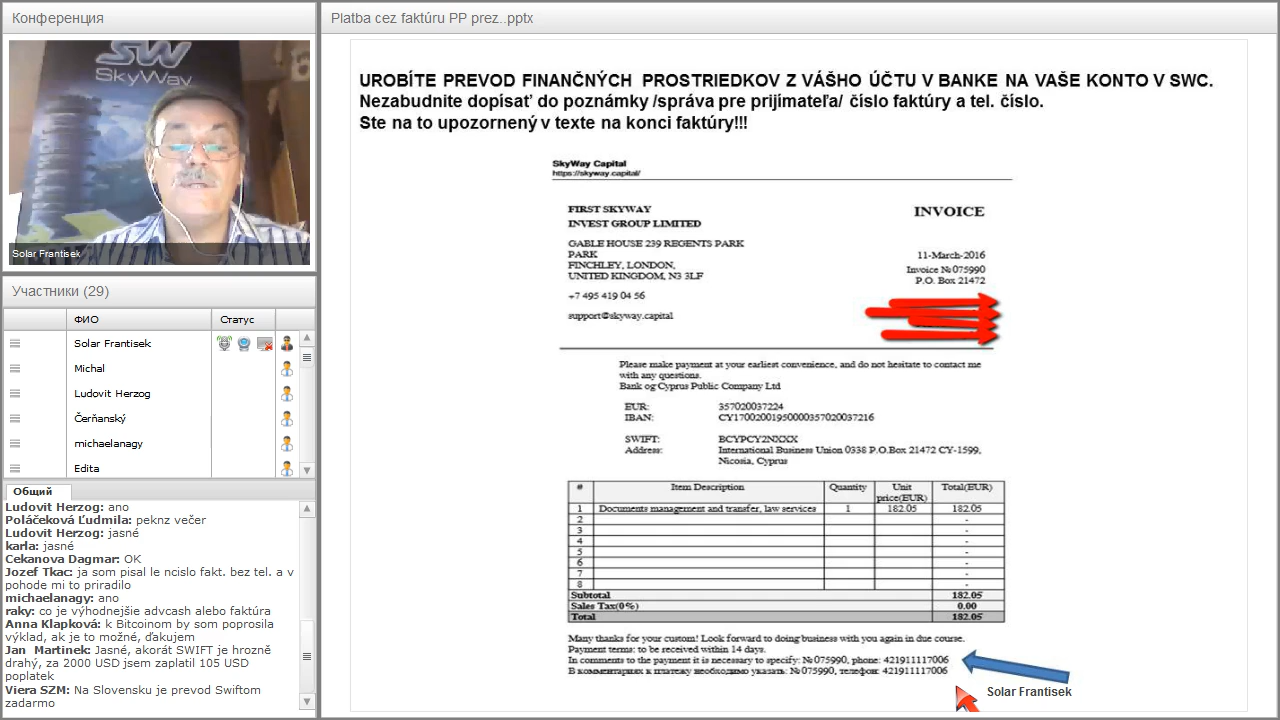 Конференция
SW
SkyWay
Solar Frantisek
Участники (29)
ФИО Статус
Solar Frantisek
Michal
Ludovit Herzog
Čerňanský
michaelanagy
Edita
Общий
Ludovit Herzog: ano
Poláčeková Ľudmila: peknz večer
Ludovit Herzog: jasné
karla: jasné
Cekanova Dagmar: OK
Jozef Tkac: ja som pisal le ncislo fakt. bez tel. a v
pohode mi to priradilo
michaelanagy: ano
raky: co je výhodnejšie advcash alebo faktúra
Anna Klapková: k Bitcoinom by som poprosila
výklad, ak je to možné, ďakujem
Jan Martinek: Jasné, ako it SWIFT je hrozně
drahý, za 2000 USD jsem zaplatil 105 USD
poplatek
Viera SZM: Na Slovensku je prevod Swiftom
zadarmo
Platba cez faktúru PP prez..pptx
UROBÍTE PREVOD FINANČNÝCH PROSTRIEDKOV Z VÁŠHO ÚČTU V BANKE NA VAŠE KONTO V SWC.
Nezabudnite dopísať do poznámky /správa pre prijímateľa/ číslo faktúry a tel. číslo.
Ste na to upozornený v texte na konci faktúry!!!
SkyWay Capital
https://skyway.capital/
FIRST SKYWAY
INVEST GROUP LIMITED
INVOICE
GABLE HOUSE 239 REGENTS PARK
PARK
FINCHLEY, LONDON,
UNITED KINGDOM, N3 3LF
11-March-2016
Invoice №075990
P.O. Box 21472
+7 495 419 04 56
support@skyway.capital
Please make payment at your earliest convenience, and do not hesitate to contact me
with any questions.
Bank og Cyprus Public Company Ltd
EUR: 357020037224
IBAN: CY17002001950000357020037216
SWIFT: BCYPCY2NXXX
Address: International Business Union 0338 P.O.Box 21472 CY-1599,
Nicosia, Cyprus
# Item Description Quantity Unit price(EUR) Total(EUR)
1 Documents management and transfer, law services 1 182.05 182.05
2 -
3 -
4 -
5 -
6 -
7 -
8 -
Subtotal 182.05
Sales Tax(0%) 0.00
Total 182.05
Many thanks for your custom! Look forward to doing business with you again in due course.
Payment terms: to be received within 14 days.
In comments to the payment it is necessary to specify: №075990, phone: 421911117006
В комментариях к платежу необходимо указать: №075990, телефон: 421911117006
Solar Frantisek